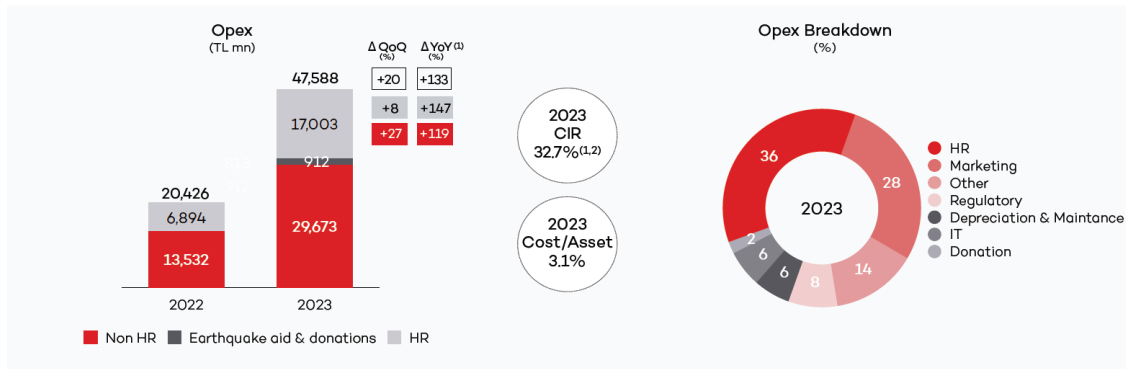 Opex
(TL mn)
Δ QoQ
(%)
Δ YoY (1)
(%)
+20
+133
+8
+147
+27
+119
47,588
17,003
912
29,673
20,426
6,894
13,532
2022
2023
Non HR
Earthquake aid & donations
HR
2023
CIR
32.7%(1,2)
2023
Cost/Asset
3.1%
Opex Breakdown
(%)
36
28
14
8
6
6
2
2023
HR
Marketing
Other
Regulatory
Depreciation & Maintance
IT
Donation